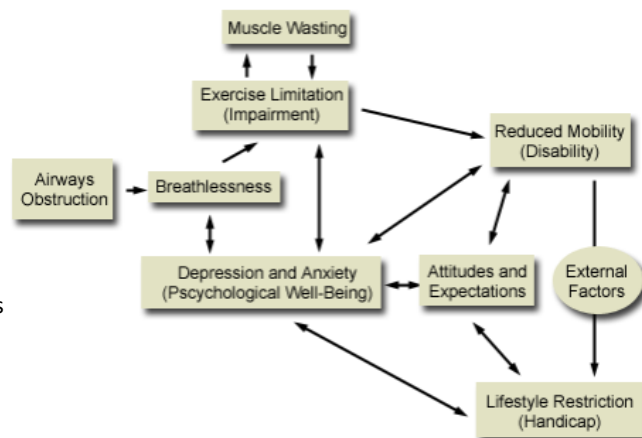 Muscle Wasting
Exercise Limitation
(Impairment)
Reduced Mobility
(Disability)
Airways
Obstruction
Breathlessness
Depression and Anxiety
(Pscychological Well-Being)
Attitudes and
Expectations
External
Factors
s
Lifestyle Restriction
(Handicap)